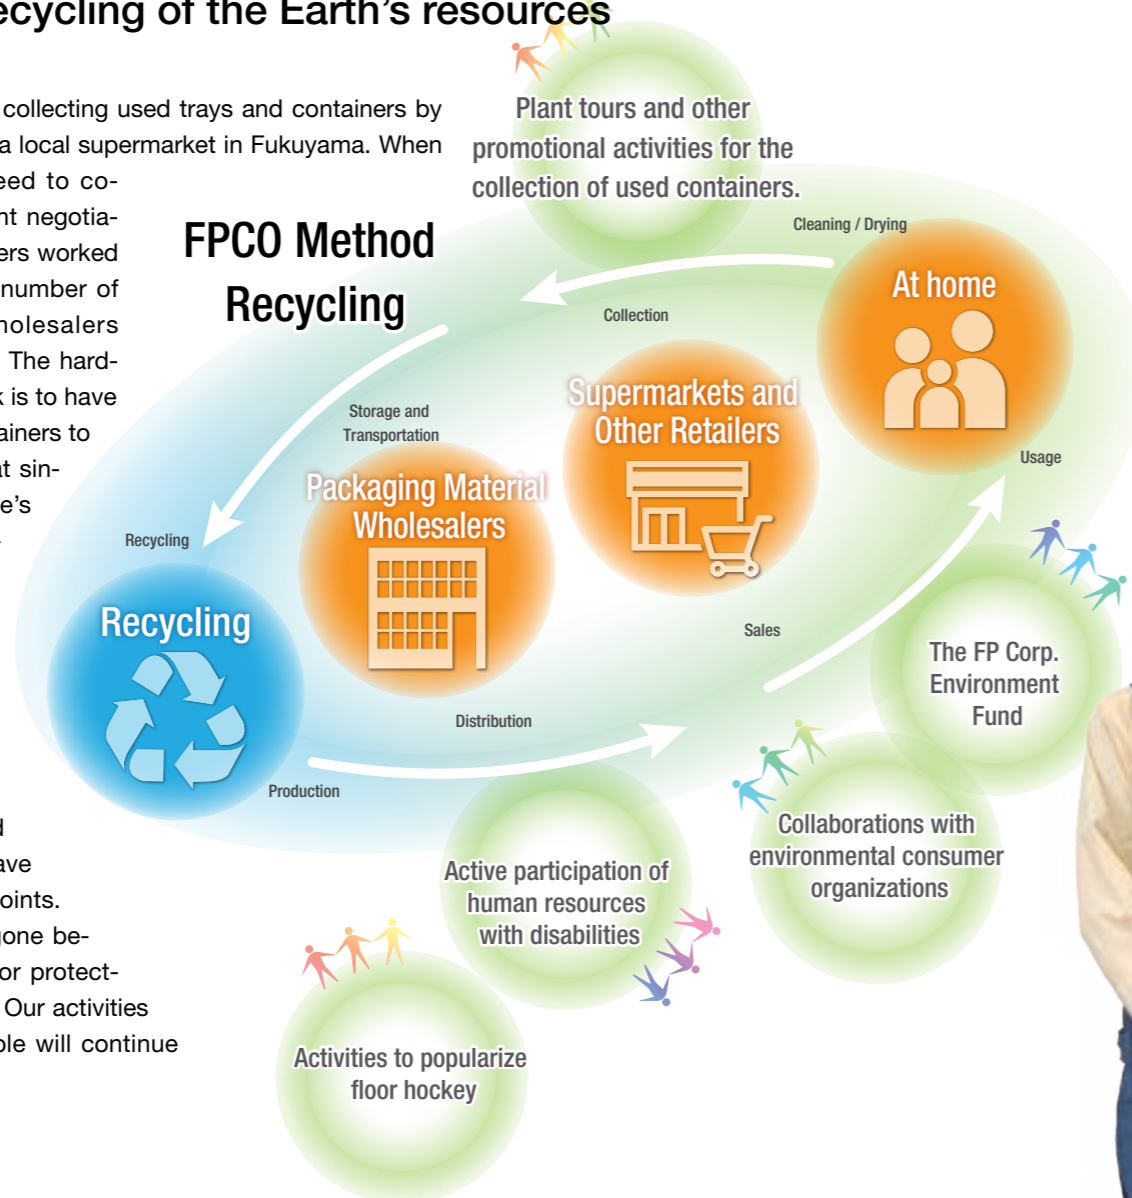 ecycling of the Earth's resources
collecting used trays and containers by
a local supermarket in Fukuyama. When
eed to co-
nt negotia-
ers worked
number of
holesalers
The hard-
k is to have
ainers to
at sin-
e's
d
ave
oints.
gone be-
or protect-
Our activities
ple will continue
FPCO Method
Recycling
Plant tours and other
promotional activities for the
collection of used containers.
Cleaning / Drying
At home
Collection
Supermarkets and
Other Retailers
Storage and
Transportation
Packaging Material
Wholesalers
Usage
Recycling
Recycling
Sales
The FP Corp.
Environment
Fund
Distribution
Production
Collaborations with
environmental consumer
organizations
Active participation of
human resources
with disabilities
Activities to popularize
floor hockey